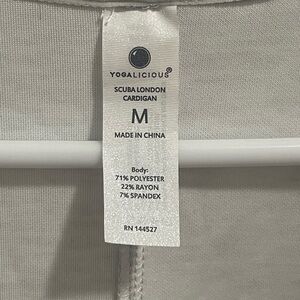 YOGALICIOUS®
SCUBA LONDON
CARDIGAN
M
MADE IN CHINA
Body:
71% POLYESTER
22% RAYON
7% SPANDEX
RN 144527